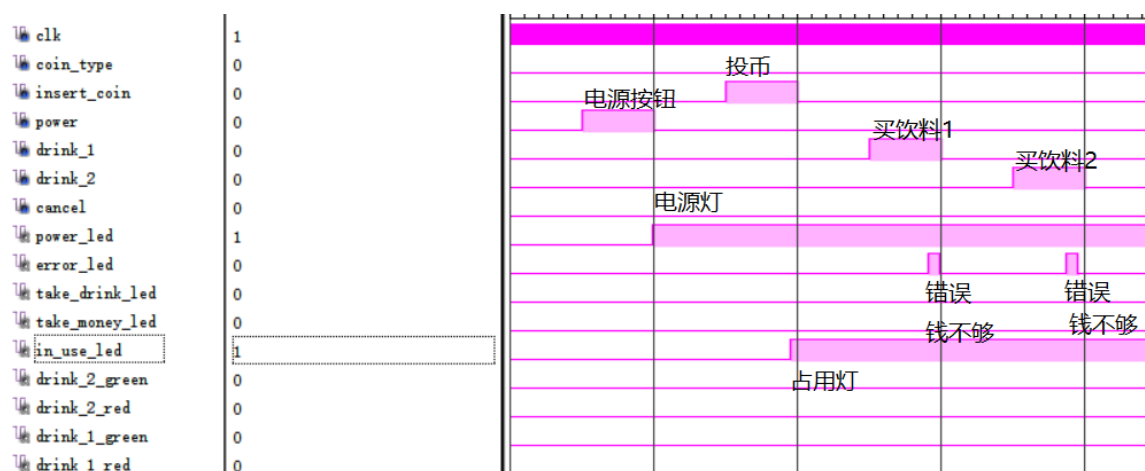 clk 1
coin_type 0
insert_coin 0
power 0
drink_1 0
drink_2 0
cancel 0
power_led 1
error_led 0
take_drink_led 0
take_money_led 0
in_use_led 1
drink_2_green 0
drink_2_red 0
drink_1_green 0
drink_1_red 0
投币
电源按钮
买饮料1
买饮料2
电源灯
错误 错误
钱不够 钱不够
占用灯